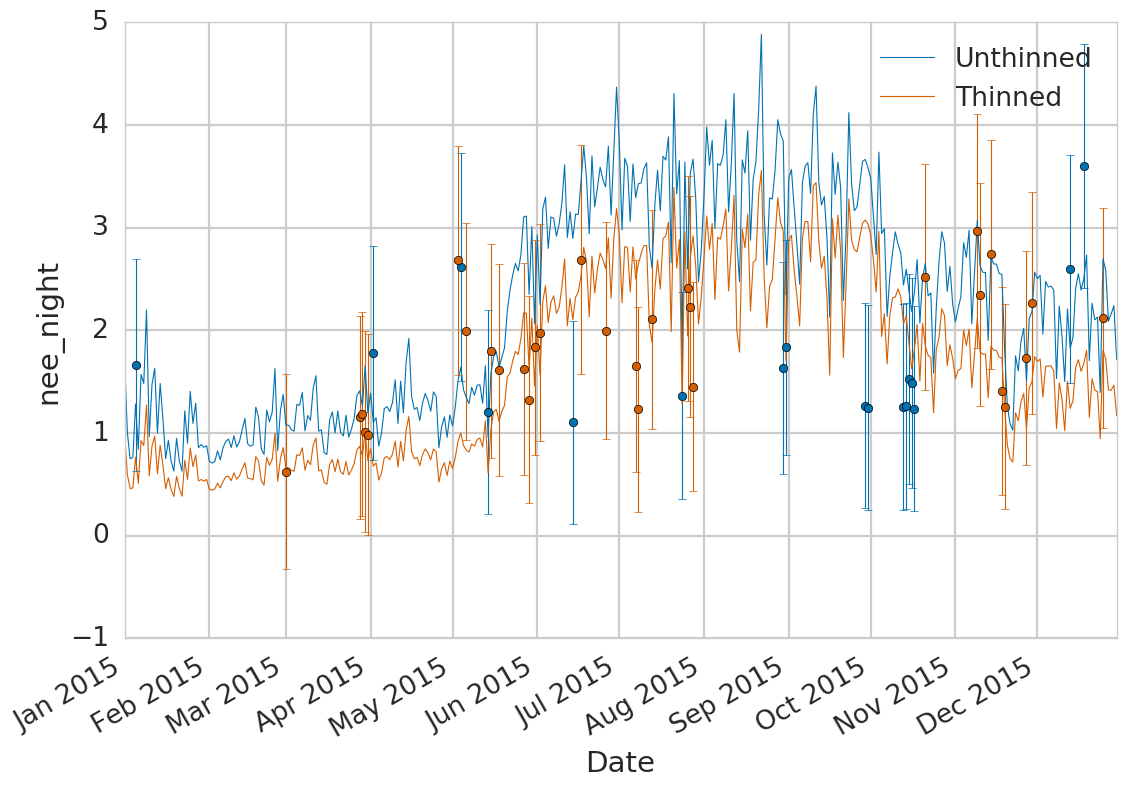 5
4
3
2
1
0
−1
nee_night
Unthinned
Thinned
Jan 2015
Feb 2015
Mar 2015
Apr 2015
May 2015
Jun 2015
Jul 2015
Aug 2015
Sep 2015
Oct 2015
Nov 2015
Dec 2015
Date